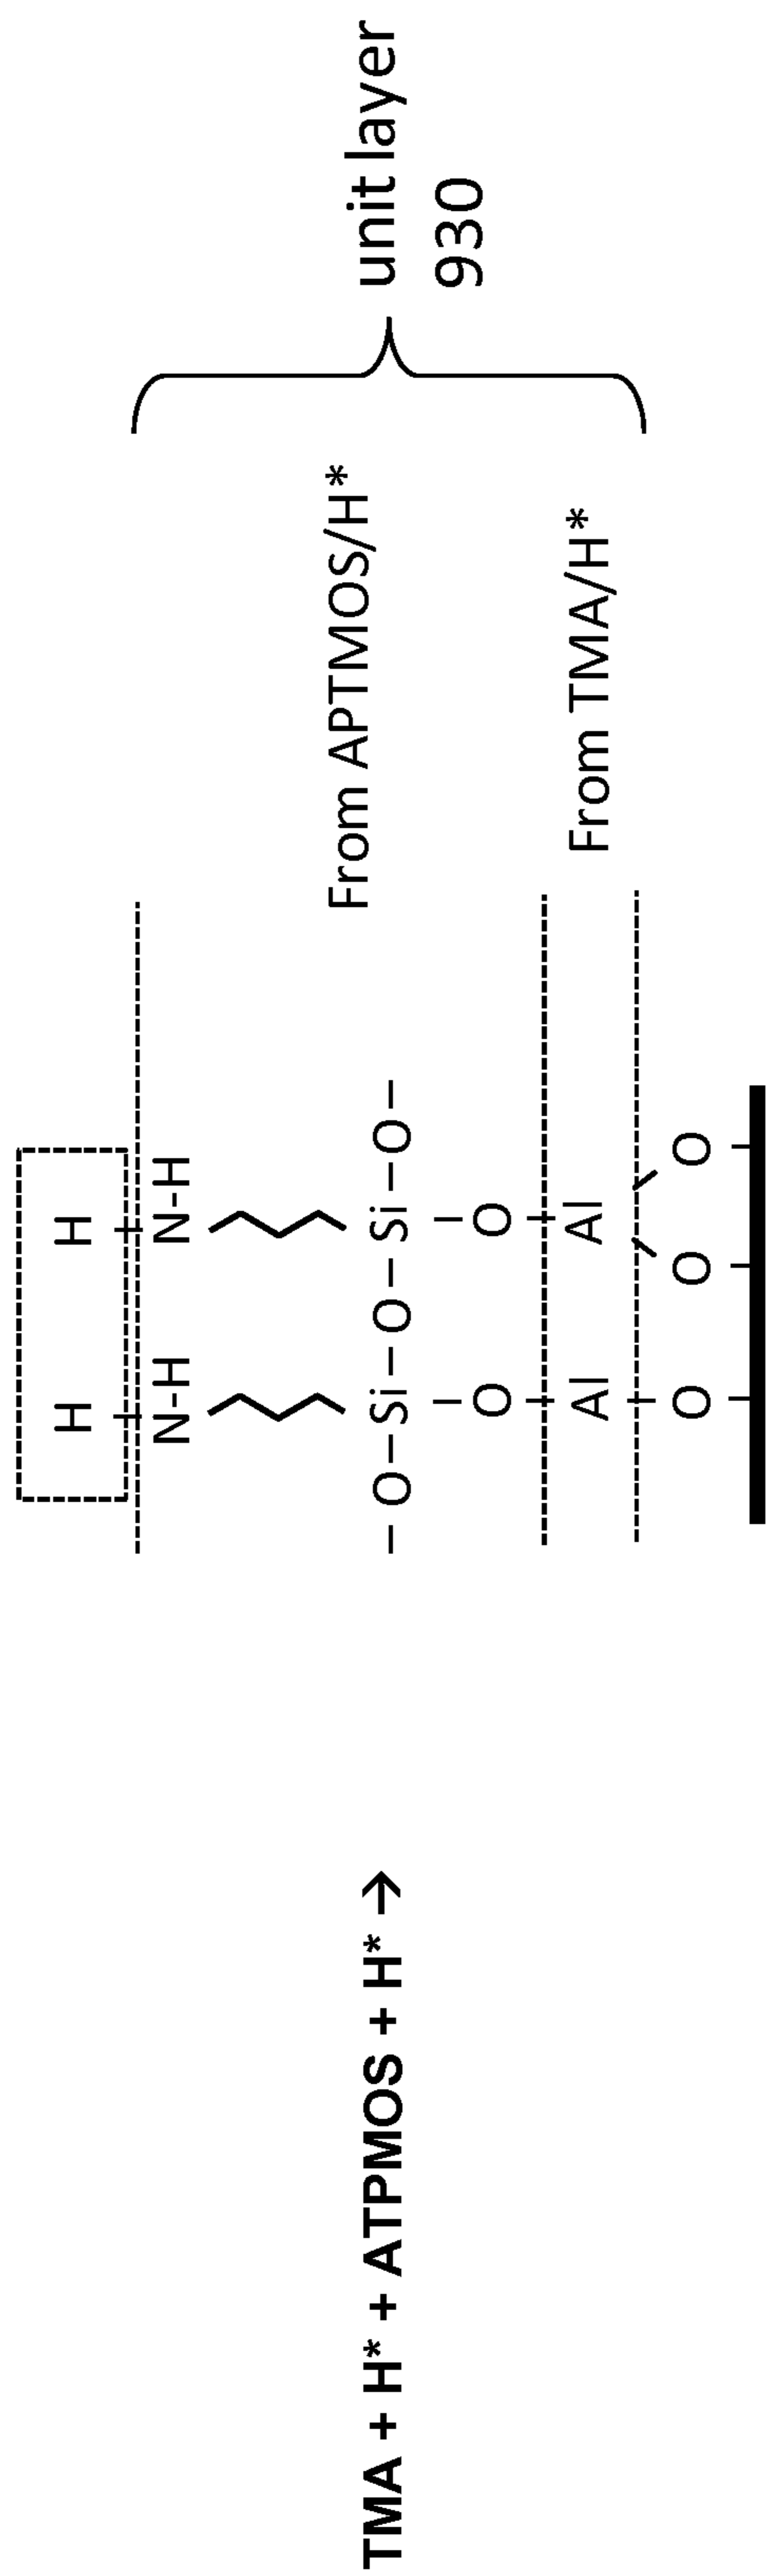 TMA + H* + ATPMOS + H* →
H H
N-H N-H
– O – Si – O – Si – O –
O O
Al Al
O O O
From APTMOS/H*
From TMA/H*
unit layer
930